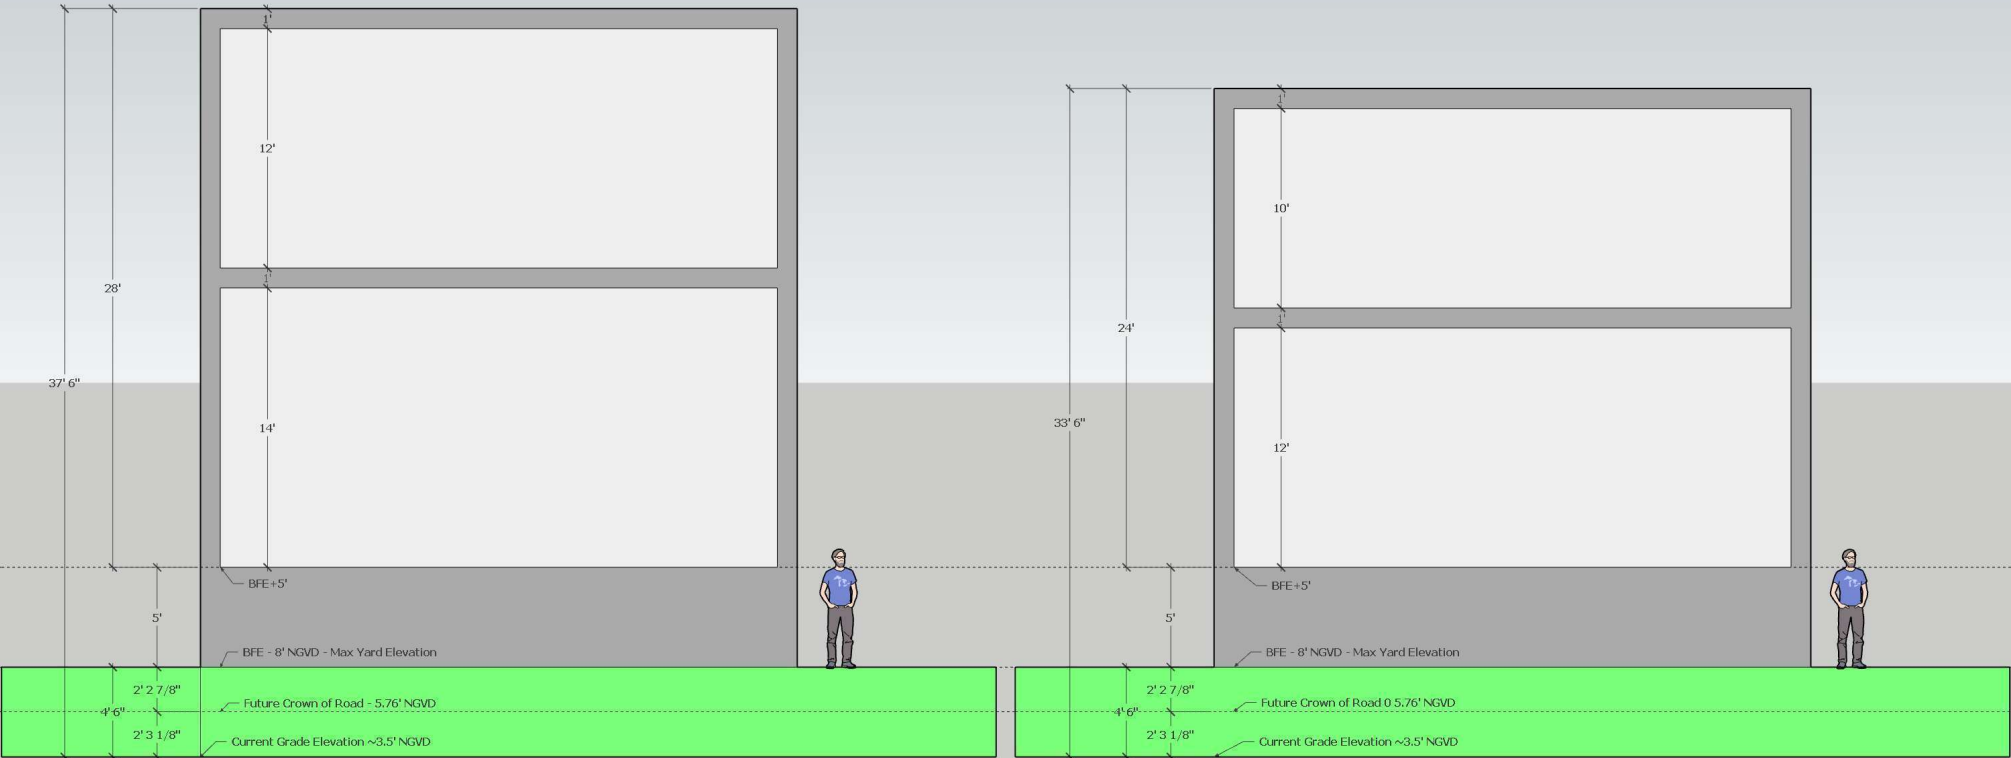 1'
12'
1'
28'
37' 6"
14'
BFE+5'
5'
BFE - 8' NGVD - Max Yard Elevation
2' 2 7/8"
Future Crown of Road - 5.76' NGVD
4' 6"
2' 3 1/8"
Current Grade Elevation ~3.5' NGVD
1'
10'
1'
24'
33' 6"
12'
BFE+5'
5'
BFE - 8' NGVD - Max Yard Elevation
2' 2 7/8"
Future Crown of Road 0 5.76' NGVD
4' 6"
2' 3 1/8"
Current Grade Elevation ~3.5' NGVD